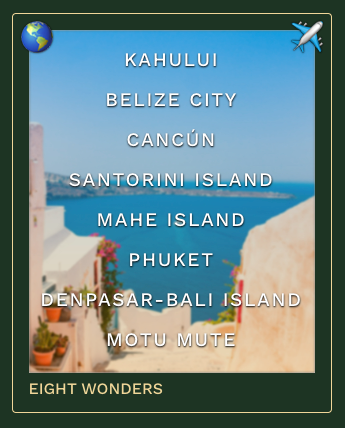 KAHULUI
BELIZE CITY
CANCÚN
SANTORINI ISLAND
MAHE ISLAND
PHUKET
DENPASAR-BALI ISLAND
MOTU MUTE
EIGHT WONDERS